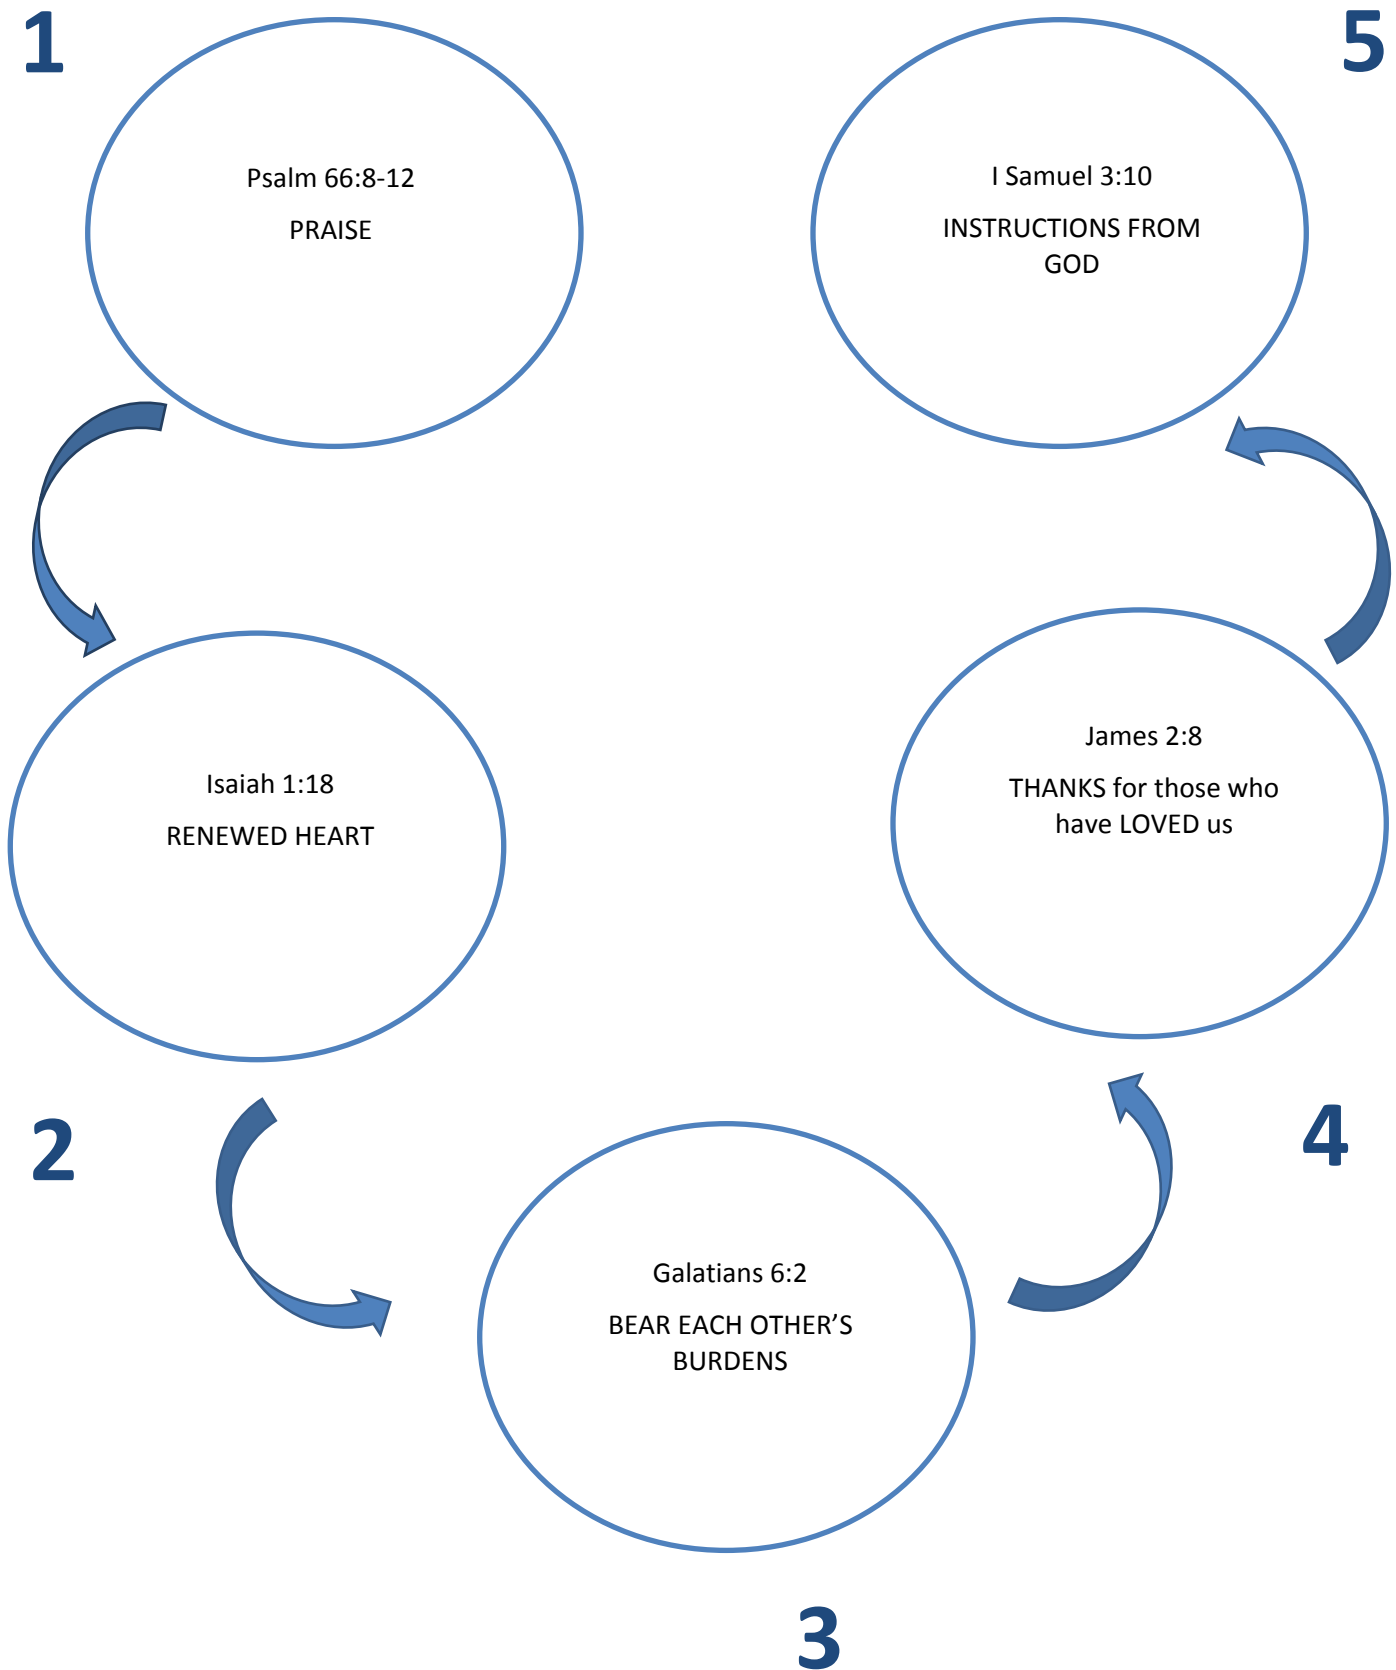 1
Psalm 66:8-12
PRAISE
Isaiah 1:18
RENEWED HEART
2
Galatians 6:2
BEAR EACH OTHER’S
BURDENS
3
James 2:8
THANKS for those who
have LOVED us
4
5
I Samuel 3:10
INSTRUCTIONS FROM
GOD